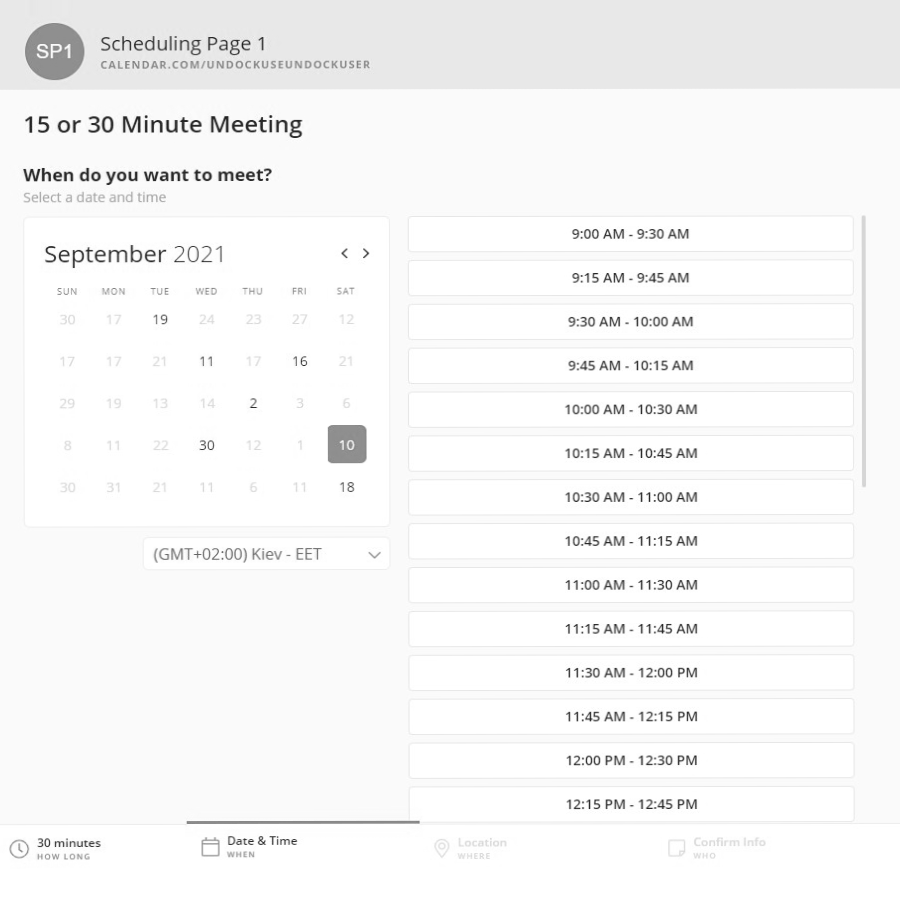 SP1
Scheduling Page 1
CALENDAR.COM/UNDOCKUSEUNDOCKUSER
15 or 30 Minute Meeting
When do you want to meet?
Select a date and time
September 2021
SUN MON TUE WED THU FRI SAT
30 17 19 24 23 27 12
17 17 21 11 17 16 21
29 19 13 14 2 3 6
8 11 22 30 12 1 10
30 31 21 11 6 11 18
(GMT+02:00) Kiev - EET
9:00 AM - 9:30 AM
9:15 AM - 9:45 AM
9:30 AM - 10:00 AM
9:45 AM - 10:15 AM
10:00 AM - 10:30 AM
10:15 AM - 10:45 AM
10:30 AM - 11:00 AM
10:45 AM - 11:15 AM
11:00 AM - 11:30 AM
11:15 AM - 11:45 AM
11:30 AM - 12:00 PM
11:45 AM - 12:15 PM
12:00 PM - 12:30 PM
12:15 PM - 12:45 PM
30 minutes
HOW LONG
Date & Time
WHEN
Location
WHERE
Confirm Info
WHO